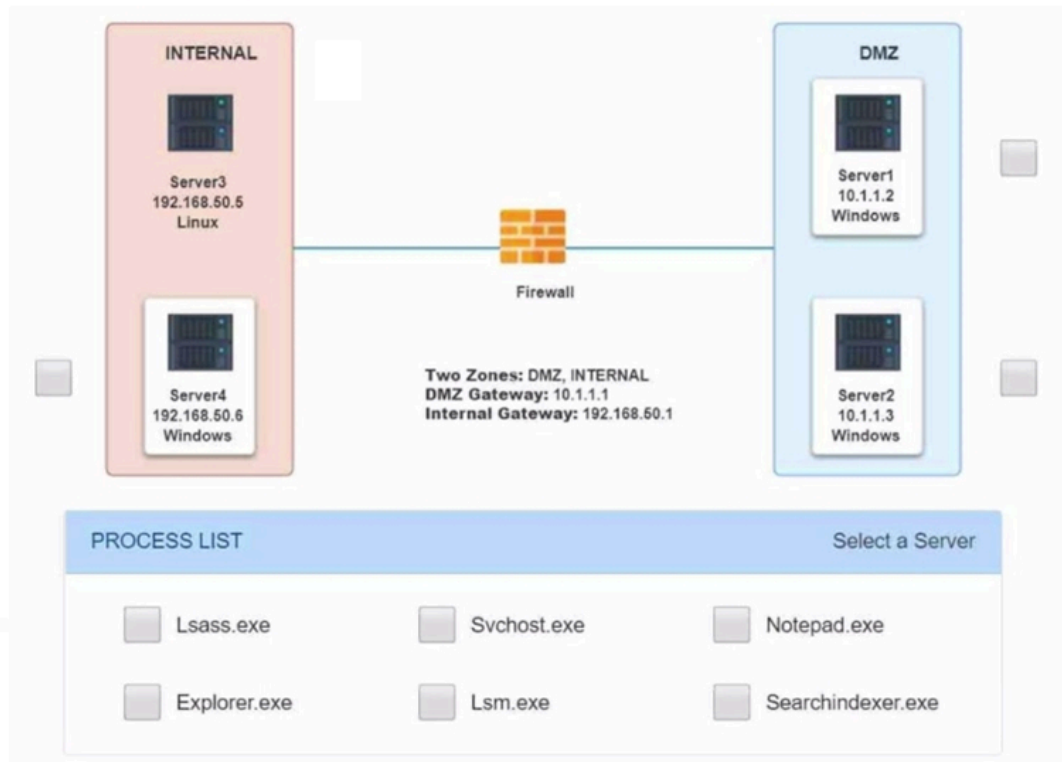 INTERNAL
Server3
192.168.50.5
Linux
Server4
192.168.50.6
Windows
Firewall
Two Zones: DMZ, INTERNAL
DMZ Gateway: 10.1.1.1
Internal Gateway: 192.168.50.1
DMZ
Server1
10.1.1.2
Windows
Server2
10.1.1.3
Windows
PROCESS LIST
Select a Server
Lsass.exe
Svchost.exe
Notepad.exe
Explorer.exe
Lsm.exe
Searchindexer.exe